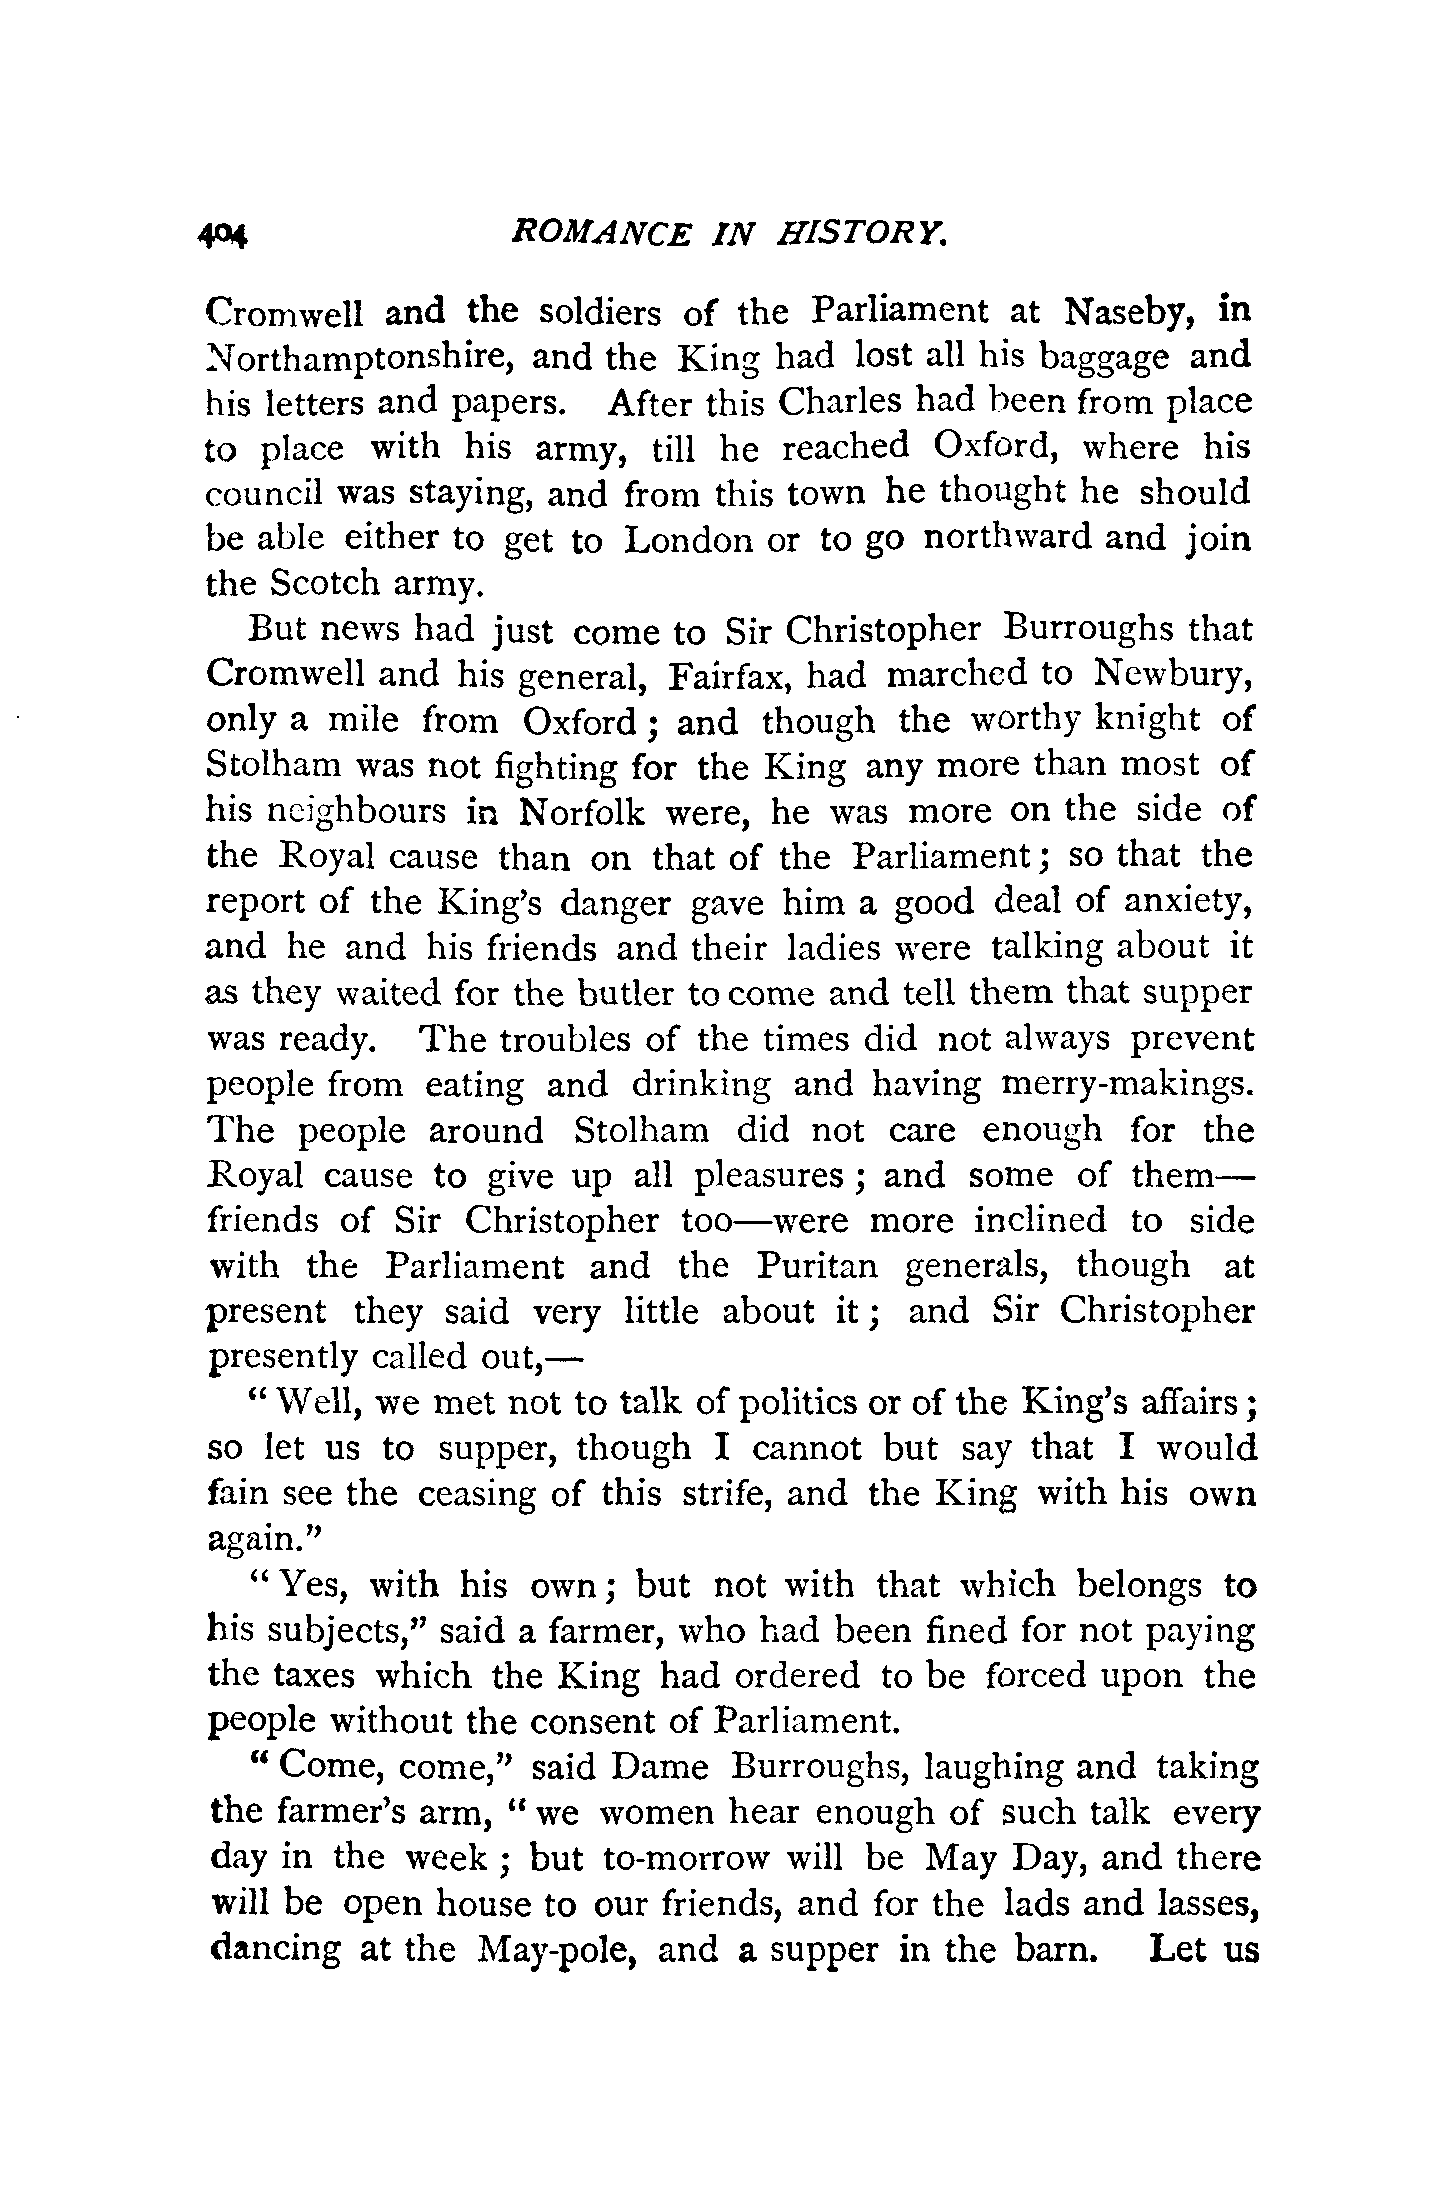 404 ROMANCE IN HISTORY.
Cromwell and the soldiers of the Parliament at Naseby, in
Northamptonshire, and the King had lost all his baggage and
his letters and papers. After this Charles had been from place
to place with his army, till he reached Oxford, where his
council was staying, and from this town he thought he should
be able either to get to London or to go northward and join
the Scotch army.
But news had just come to Sir Christopher Burroughs that
Cromwell and his general, Fairfax, had marched to Newbury,
only a mile from Oxford; and though the worthy knight of
Stolham was not fighting for the King any more than most of
his neighbours in Norfolk were, he was more on the side of
the Royal cause than on that of the Parliament; so that the
report of the King's danger gave him a good deal of anxiety,
and he and his friends and their ladies were talking about it
as they waited for the butler to come and tell them that supper
was ready. The troubles of the times did not always prevent
people from eating and drinking and having merry-makings.
The people around Stolham did not care enough for the
Royal cause to give up all pleasures; and some of them—
friends of Sir Christopher too—were more inclined to side
with the Parliament and the Puritan generals, though at
present they said very little about it; and Sir Christopher
presently called out,—
"Well, we met not to talk of politics or of the King's affairs;
so let us to supper, though I cannot but say that I would
fain see the ceasing of this strife, and the King with his own
again."
"Yes, with his own; but not with that which belongs to
his subjects," said a farmer, who had been fined for not paying
the taxes which the King had ordered to be forced upon the
people without the consent of Parliament.
"Come, come," said Dame Burroughs, laughing and taking
the farmer's arm, "we women hear enough of such talk every
day in the week; but to-morrow will be May Day, and there
will be open house to our friends, and for the lads and lasses,
dancing at the May-pole, and a supper in the barn. Let us